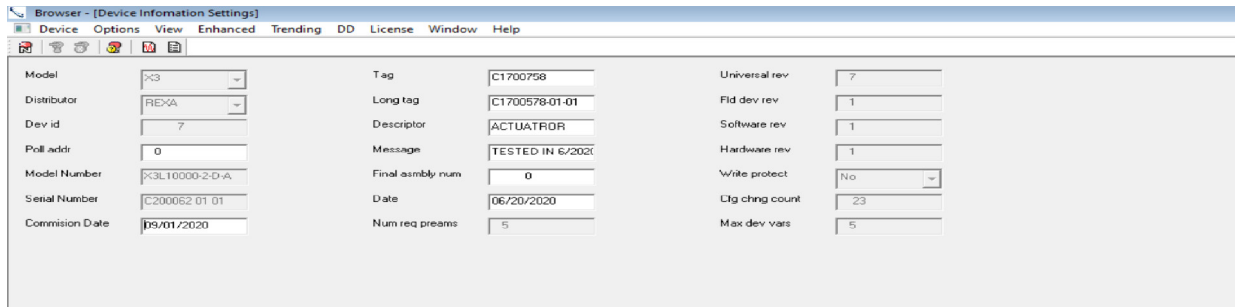 Browser - [Device Infomation Settings]
Device Options View Enhanced Trending DD License Window Help
Model X3 Tag C1700758 Universal rev 7
Distributor REXA Long tag C1700578-01-01 Fld dev rev 1
Dev id 7 Descriptor ACTUATROR Software rev 1
Poll addr 0 Message TESTED IN 6/202( Hardware rev 1
Model Number X3L10000-2-D-A Final asmbly num 0 Write protect No
Serial Number C200062 01 01 Date 06/20/2020 Cfg chng count 23
Commision Date 09/01/2020 Num req preams 5 Max dev vars 5